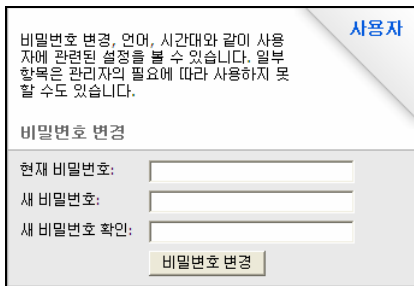 사용자
비밀번호 변경, 언어, 시간대와 같이 사용
자에 관련된 설정을 볼 수 있습니다. 일부
항목은 관리자의 필요에 따라 사용하지 못
할 수도 있습니다.
비밀번호 변경
현재 비밀번호:
새 비밀번호:
새 비밀번호 확인:
비밀번호 변경